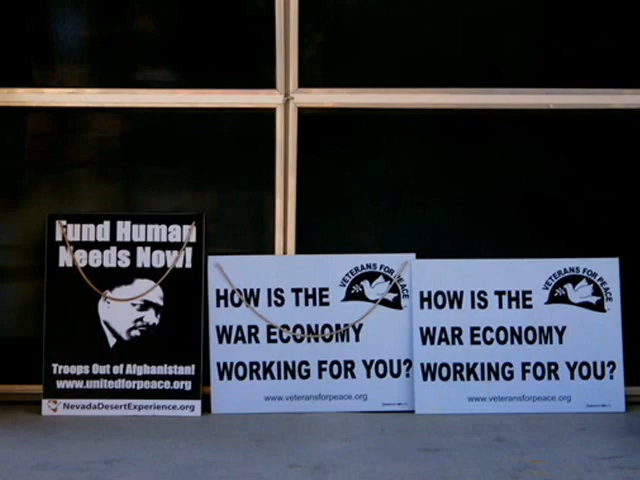 Fund Human
Needs Now!
Troops Out of Afghanistan!
www.unitedforpeace.org
NevadaDesertExperience.org
VETERANS FOR PEACE
HOW IS THE
WAR ECONOMY
WORKING FOR YOU?
www.veteransforpeace.org
VETERANS FOR PEACE
HOW IS THE
WAR ECONOMY
WORKING FOR YOU?
www.veteransforpeace.org